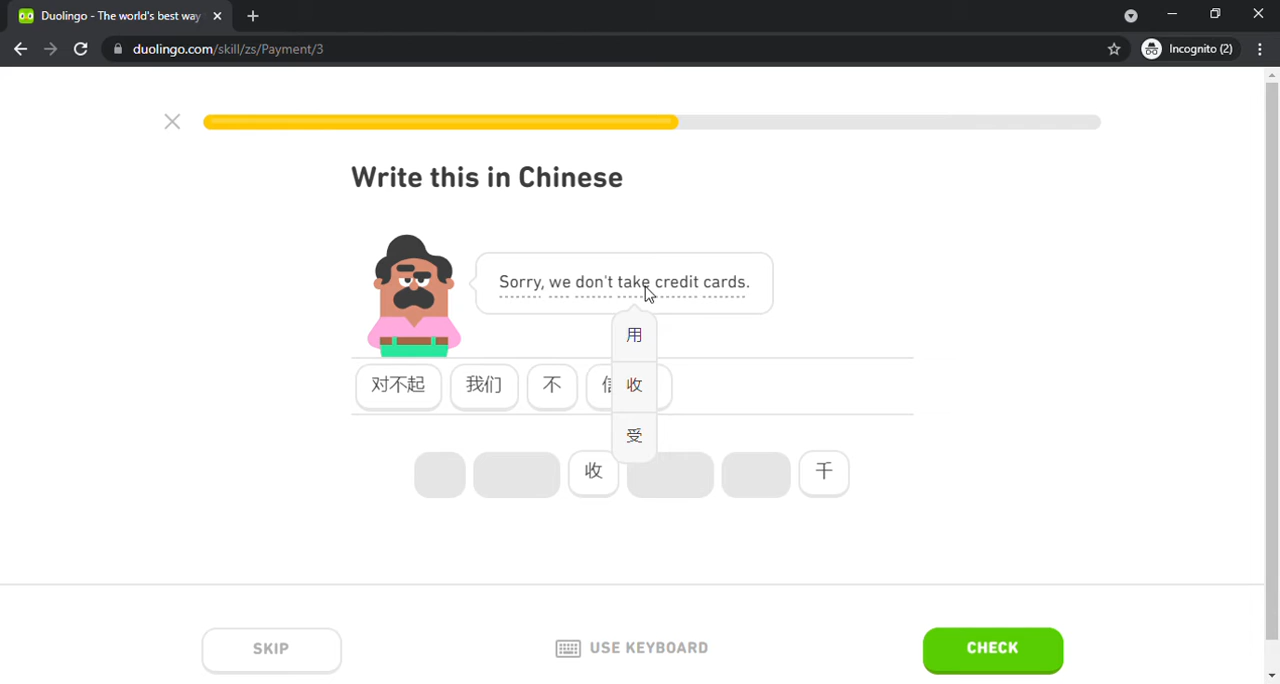 Duolingo - The world's best way
duolingo.com/skill/zs/Payment/3
Incognito (2)
Write this in Chinese
Sorry, we don't take credit cards.
用
收
受
对不起 我们 不
收 千
SKIP
USE KEYBOARD
CHECK